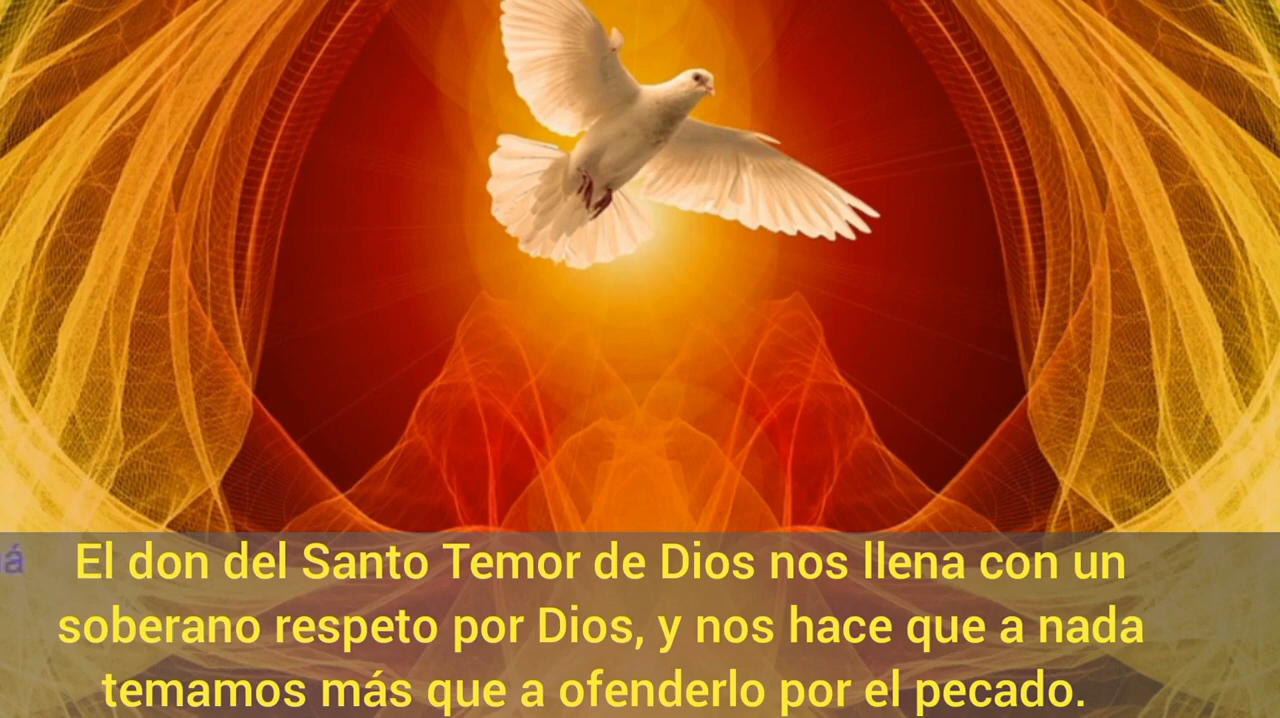 El don del Santo Temor de Dios nos llena con un
soberano respeto por Dios, y nos hace que a nada
temamos más que a ofenderlo por el pecado.